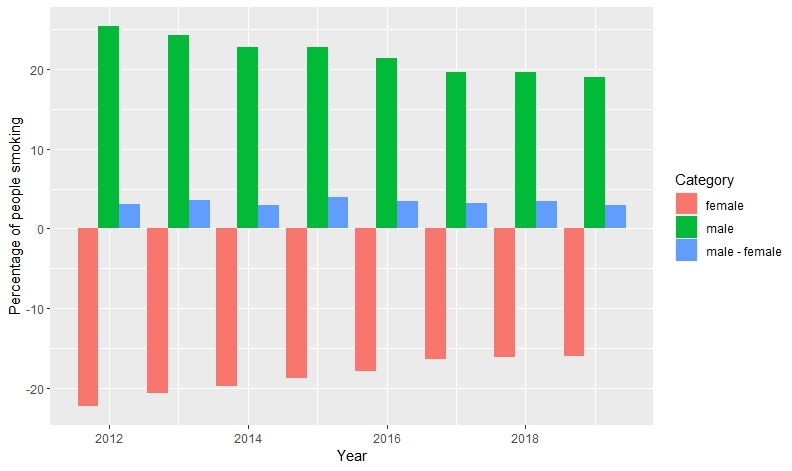 Percentage of people smoking
20
10
0
-10
-20
2012
2014
2016
2018
Year
Category
female
male
male - female